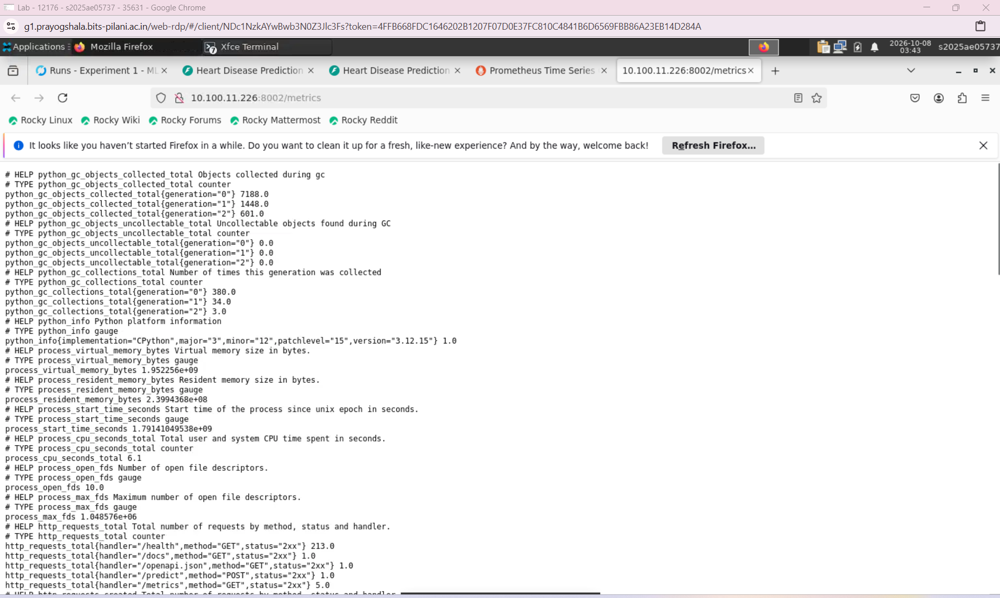 Lab - 12176 - s2025ae05737 - 35631 - Google Chrome
g1.prayogshala.bits-pilani.ac.in/web-rdp/#/client/NDc1NzkAYwBwb3N0Z3Jlc3Fs?token=4FFB668FDC1646202B1207F07D0E37FC810C4841B6D6569FBB86A23EB14D284A
Applications Mozilla Firefox 7 Xfce Terminal 2026-10-08 03:43 s2025ae05737
Runs - Experiment 1 - ML Heart Disease Prediction Heart Disease Prediction Prometheus Time Series 10.100.11.226:8002/metrics
10.100.11.226:8002/metrics
Rocky Linux Rocky Wiki Rocky Forums Rocky Mattermost Rocky Reddit
It looks like you haven’t started Firefox in a while. Do you want to clean it up for a fresh, like-new experience? And by the way, welcome back! Refresh Firefox...
# HELP python_gc_objects_collected_total Objects collected during gc
# TYPE python_gc_objects_collected_total counter
python_gc_objects_collected_total{generation="0"} 7188.0
python_gc_objects_collected_total{generation="1"} 1448.0
python_gc_objects_collected_total{generation="2"} 601.0
# HELP python_gc_objects_uncollectable_total Uncollectable objects found during GC
# TYPE python_gc_objects_uncollectable_total counter
python_gc_objects_uncollectable_total{generation="0"} 0.0
python_gc_objects_uncollectable_total{generation="1"} 0.0
python_gc_objects_uncollectable_total{generation="2"} 0.0
# HELP python_gc_collections_total Number of times this generation was collected
# TYPE python_gc_collections_total counter
python_gc_collections_total{generation="0"} 380.0
python_gc_collections_total{generation="1"} 34.0
python_gc_collections_total{generation="2"} 3.0
# HELP python_info Python platform information
# TYPE python_info gauge
python_info{implementation="CPython",major="3",minor="12",patchlevel="15",version="3.12.15"} 1.0
# HELP process_virtual_memory_bytes Virtual memory size in bytes.
# TYPE process_virtual_memory_bytes gauge
process_virtual_memory_bytes 1.952256e+09
# HELP process_resident_memory_bytes Resident memory size in bytes.
# TYPE process_resident_memory_bytes gauge
process_resident_memory_bytes 2.3994368e+08
# HELP process_start_time_seconds Start time of the process since unix epoch in seconds.
# TYPE process_start_time_seconds gauge
process_start_time_seconds 1.79141049538e+09
# HELP process_cpu_seconds_total Total user and system CPU time spent in seconds.
# TYPE process_cpu_seconds_total counter
process_cpu_seconds_total 6.1
# HELP process_open_fds Number of open file descriptors.
# TYPE process_open_fds gauge
process_open_fds 10.0
# HELP process_max_fds Maximum number of open file descriptors.
# TYPE process_max_fds gauge
process_max_fds 1.048576e+06
# HELP http_requests_total Total number of requests by method, status and handler.
# TYPE http_requests_total counter
http_requests_total{handler="/health",method="GET",status="2xx"} 213.0
http_requests_total{handler="/docs",method="GET",status="2xx"} 1.0
http_requests_total{handler="/openapi.json",method="GET",status="2xx"} 1.0
http_requests_total{handler="/predict",method="POST",status="2xx"} 1.0
http_requests_total{handler="/metrics",method="GET",status="2xx"} 5.0
# HELP http_requests_created Total number of requests by method, status and handler